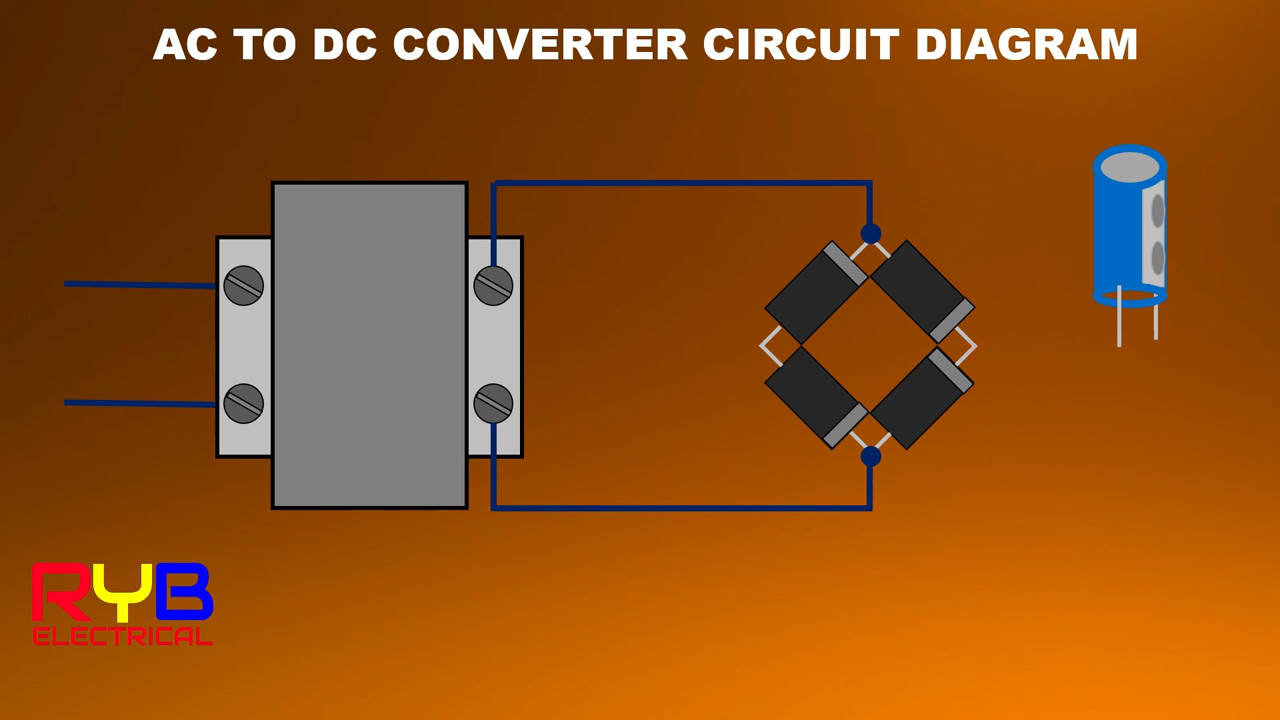 AC TO DC CONVERTER CIRCUIT DIAGRAM
RYB
ELECTRICAL